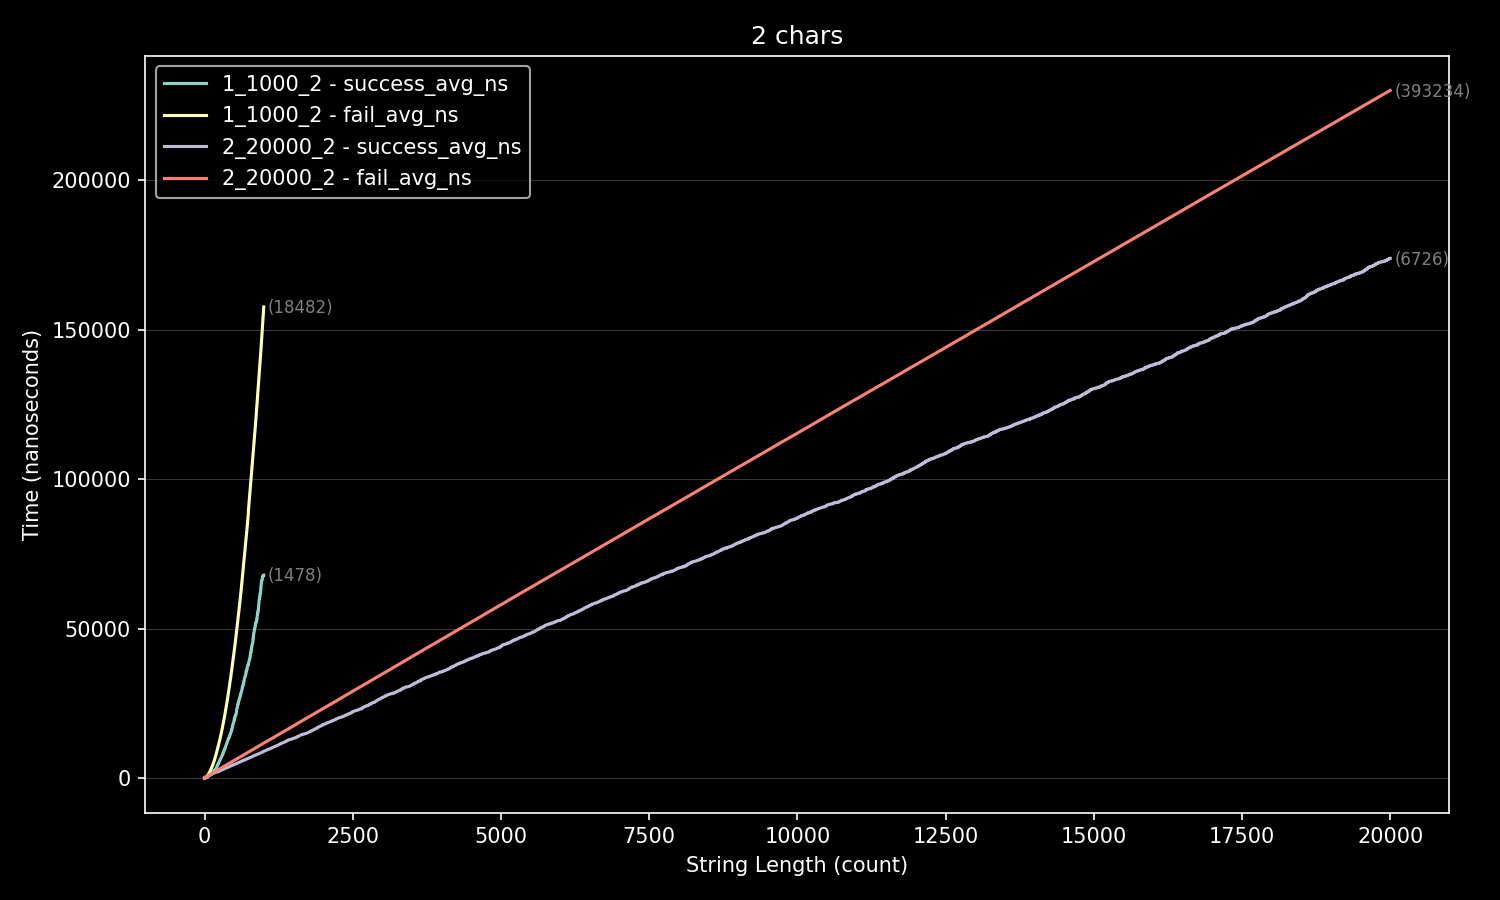 2 chars
1_1000_2 - success_avg_ns
1_1000_2 - fail_avg_ns
2_20000_2 - success_avg_ns
2_20000_2 - fail_avg_ns
(393234)
(6726)
(18482)
(1478)
200000
150000
100000
50000
0
Time (nanoseconds)
0 2500 5000 7500 10000 12500 15000 17500 20000
String Length (count)